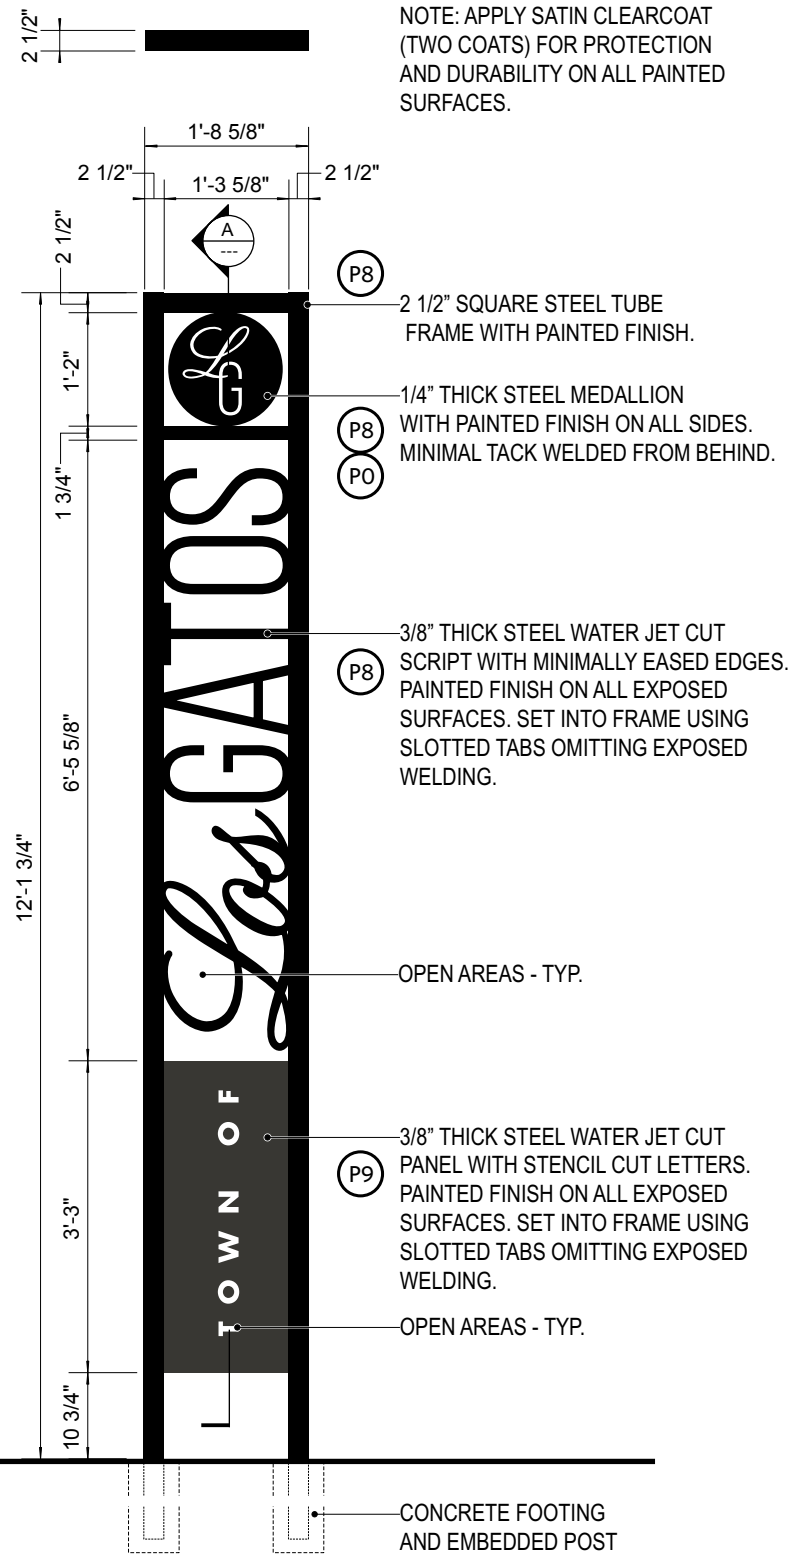 2 1/2"
NOTE: APPLY SATIN CLEARCOAT
(TWO COATS) FOR PROTECTION
AND DURABILITY ON ALL PAINTED
SURFACES.
1'-8 5/8"
2 1/2"
1'-3 5/8"
2 1/2"
A
---
2 1/2"
P8
2 1/2” SQUARE STEEL TUBE
FRAME WITH PAINTED FINISH.
1'-2"
LG
1/4” THICK STEEL MEDALLION
WITH PAINTED FINISH ON ALL SIDES.
MINIMAL TACK WELDED FROM BEHIND.
P8
P0
1 3/4"
Los GATOS
3/8” THICK STEEL WATER JET CUT
SCRIPT WITH MINIMALLY EASED EDGES.
PAINTED FINISH ON ALL EXPOSED
SURFACES. SET INTO FRAME USING
SLOTTED TABS OMITTING EXPOSED
WELDING.
P8
6'-5 5/8"
12'-1 3/4"
OPEN AREAS - TYP.
TOWN OF
3/8” THICK STEEL WATER JET CUT
PANEL WITH STENCIL CUT LETTERS.
PAINTED FINISH ON ALL EXPOSED
SURFACES. SET INTO FRAME USING
SLOTTED TABS OMITTING EXPOSED
WELDING.
P9
3'-3"
OPEN AREAS - TYP.
10 3/4"
CONCRETE FOOTING
AND EMBEDDED POST